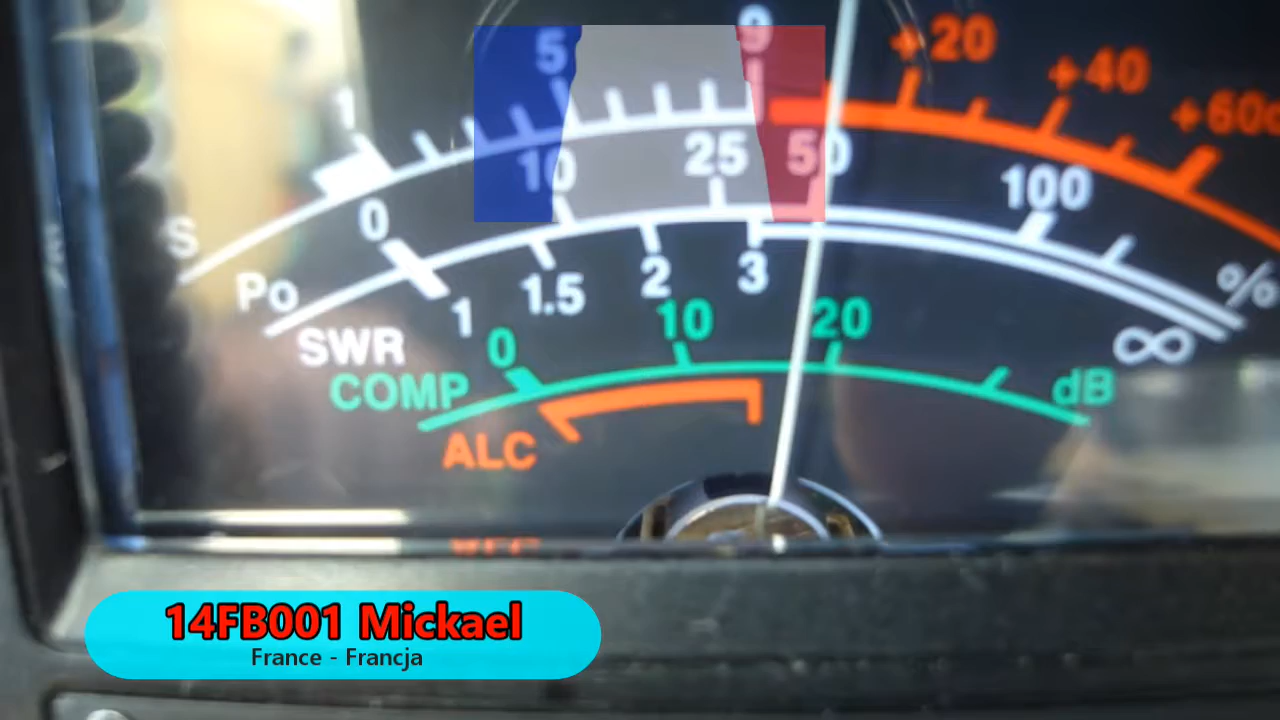 1 5 9 +20 +40 +60d
S
0 10 25 50 100 %
Po
1 1.5 2 3 ∞
SWR
0 10 20 dB
COMP
ALC
14FB001 Mickael
France - Francja